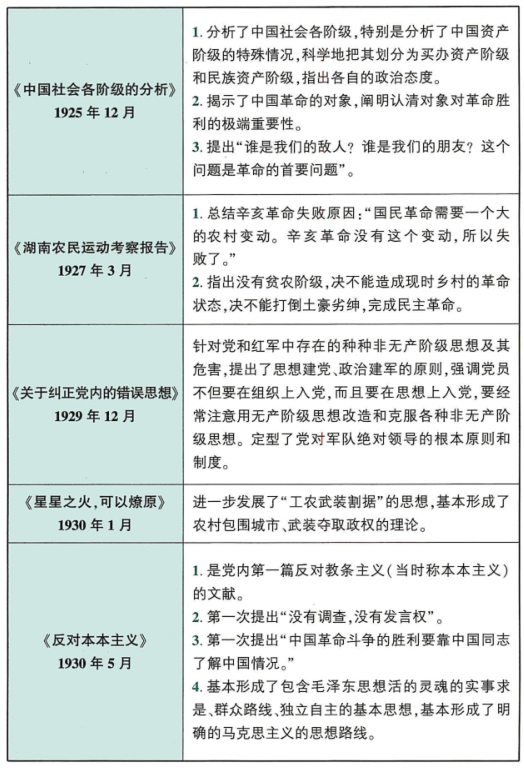 《中国社会各阶级的分析》
1925 年 12 月
1. 分析了中国社会各阶级,特别是分析了中国资产
阶级的特殊情况,科学地把其划分为买办资产阶级
和民族资产阶级,指出各自的政治态度。
2. 揭示了中国革命的对象,阐明认清对象对革命胜
利的极端重要性。
3. 提出“谁是我们的敌人？谁是我们的朋友？这个
问题是革命的首要问题”。
《湖南农民运动考察报告》
1927 年 3 月
1. 总结辛亥革命失败原因:“国民革命需要一个大
的农村变动。辛亥革命没有这个变动,所以失
败了。”
2. 指出没有贫农阶级,决不能造成现时乡村的革命
状态,决不能打倒土豪劣绅,完成民主革命。
《关于纠正党内的错误思想》
1929 年 12 月
针对党和红军中存在的种种非无产阶级思想及其
危害,提出了思想建党、政治建军的原则,强调党员
不但要在组织上入党,而且要在思想上入党,要经
常注意用无产阶级思想改造和克服各种非无产阶
级思想。定型了党对军队绝对领导的根本原则和
制度。
《星星之火,可以燎原》
1930 年 1 月
进一步发展了“工农武装割据”的思想,基本形成了
农村包围城市、武装夺取政权的理论。
《反对本本主义》
1930 年 5 月
1. 是党内第一篇反对教条主义(当时称本本主义)
的文献。
2. 第一次提出“没有调查,没有发言权”。
3. 第一次提出“中国革命斗争的胜利要靠中国同志
了解中国情况。”
4. 基本形成了包含毛泽东思想活的灵魂的实事求
是、群众路线、独立自主的基本思想,基本形成了明
确的马克思主义的思想路线。